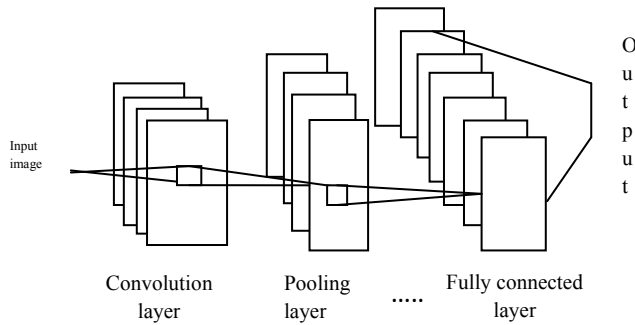 Input
image
Convolution
layer
Pooling
layer
.....
Fully connected
layer
O
u
t
p
u
t